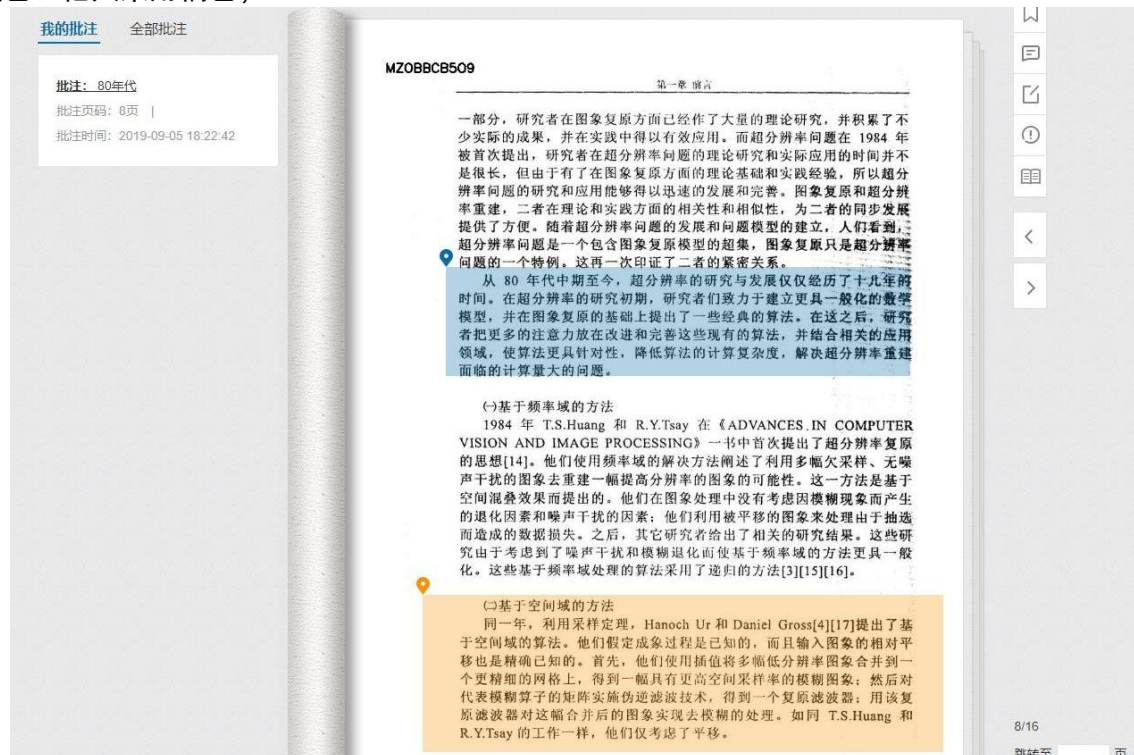 我的批注 全部批注
批注： 80年代
批注页码：8页 |
批注时间：2019-09-05 18:22:42
MZOBBCB509
第一章 前言
一部分，研究者在图象复原方面已经作了大量的理论研究，并积累了不
少实际的成果，并在实践中得以有效应用。而超分辨率问题在 1984 年
被首次提出，研究者在超分辨率问题的理论研究和实际应用的时间并不
是很长，但由于有了在图象复原方面的理论基础和实践经验，所以超分
辨率问题的研究和应用能够得以迅速的发展和完善。图象复原和超分辨
率重建，二者在理论和实践方面的相关性和相似性，为二者的同步发展
提供了方便。随着超分辨率问题的发展和问题模型的建立，人们看到，
超分辨率问题是一个包含图象复原模型的超集，图象复原只是超分辨率
问题的一个特例。这再一次印证了二者的紧密关系。
从 80 年代中期至今，超分辨率的研究与发展仅仅经历了十几年的
时间。在超分辨率的研究初期，研究者们致力于建立更具一般化的数学
模型，并在图象复原的基础上提出了一些经典的算法。在这之后，研究
者把更多的注意力放在改进和完善这些现有的算法，并结合相关的应用
领域，使算法更具针对性，降低算法的计算复杂度，解决超分辨率重建
面临的计算量大的问题。
㈠基于频率域的方法
1984 年 T.S.Huang 和 R.Y.Tsay 在《ADVANCES IN COMPUTER
VISION AND IMAGE PROCESSING》一书中首次提出了超分辨率复原
的思想[14]。他们使用频率域的解决方法阐述了利用多幅欠采样、无噪
声干扰的图象去重建一幅提高分辨率的图象的可能性。这一方法是基于
空间混叠效果而提出的。他们在图象处理中没有考虑因模糊现象而产生
的退化因素和噪声干扰的因素；他们利用被平移的图象来处理由于抽选
而造成的数据损失。之后，其它研究者给出了相关的研究结果。这些研
究由于考虑到了噪声干扰和模糊退化而使基于频率域的方法更具一般
化。这些基于频率域处理的算法采用了递归的方法[3][15][16]。
㈡基于空间域的方法
同一年，利用采样定理，Hanoch Ur 和 Daniel Gross[4][17]提出了基
于空间域的算法。他们假定成象过程是已知的，而且输入图象的相对平
移也是精确已知的。首先，他们使用插值将多幅低分辨率图象合并到一
个更精细的网格上，得到一幅具有更高空间采样率的模糊图象；然后对
代表模糊算子的矩阵实施伪逆滤波技术，得到一个复原滤波器；用该复
原滤波器对这幅合并后的图象实现去模糊的处理。如同 T.S.Huang 和
R.Y.Tsay 的工作一样，他们仅考虑了平移。
8/16